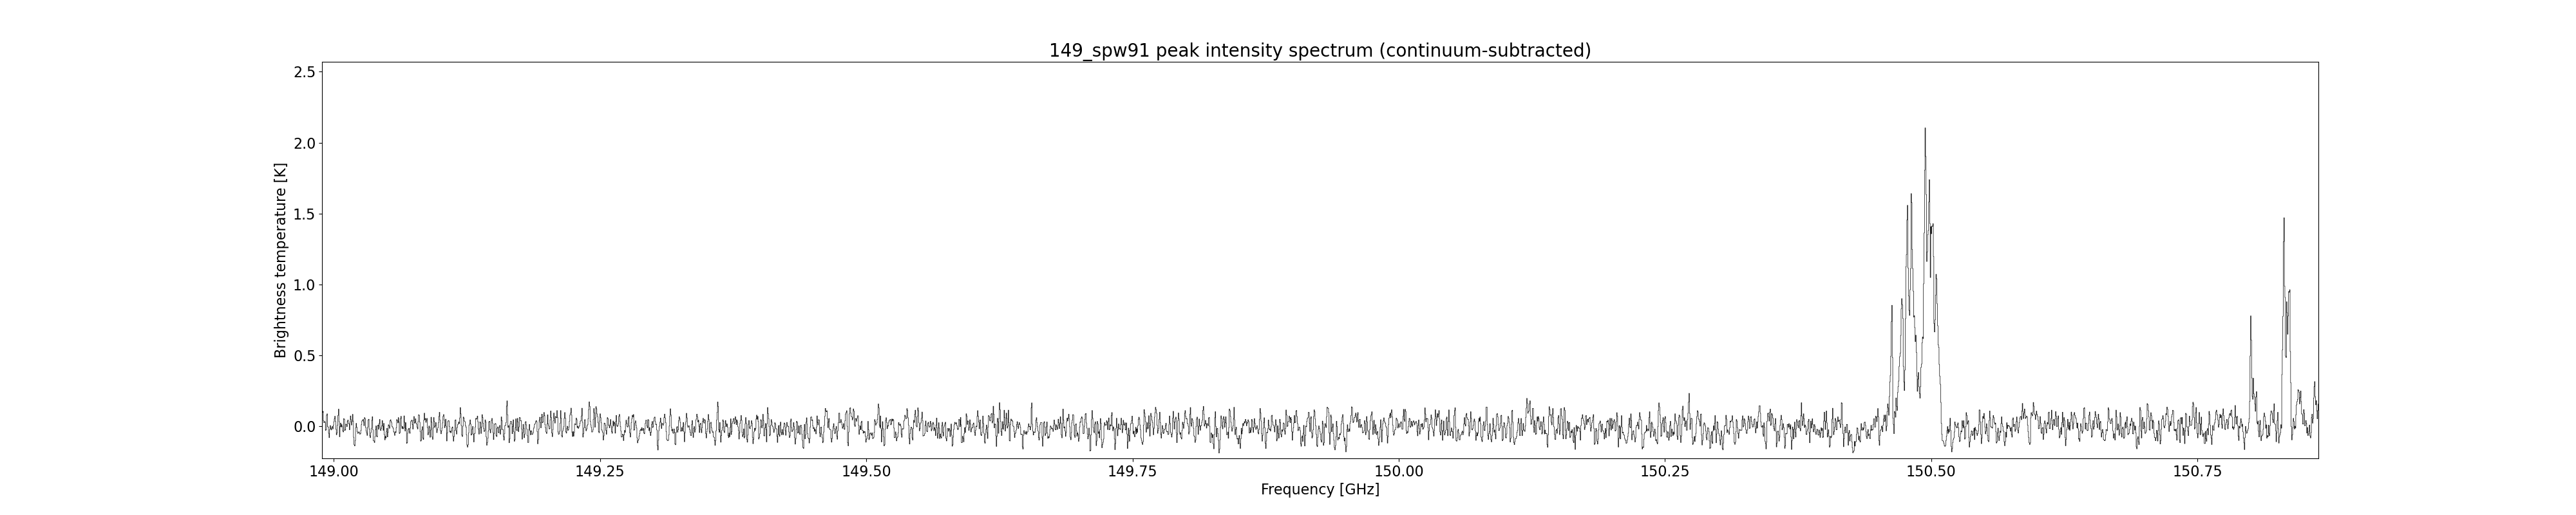 149_spw91 peak intensity spectrum (continuum-subtracted)
Brightness temperature [K]
2.5
2.0
1.5
1.0
0.5
0.0
149.00 149.25 149.50 149.75 150.00 150.25 150.50 150.75
Frequency [GHz]